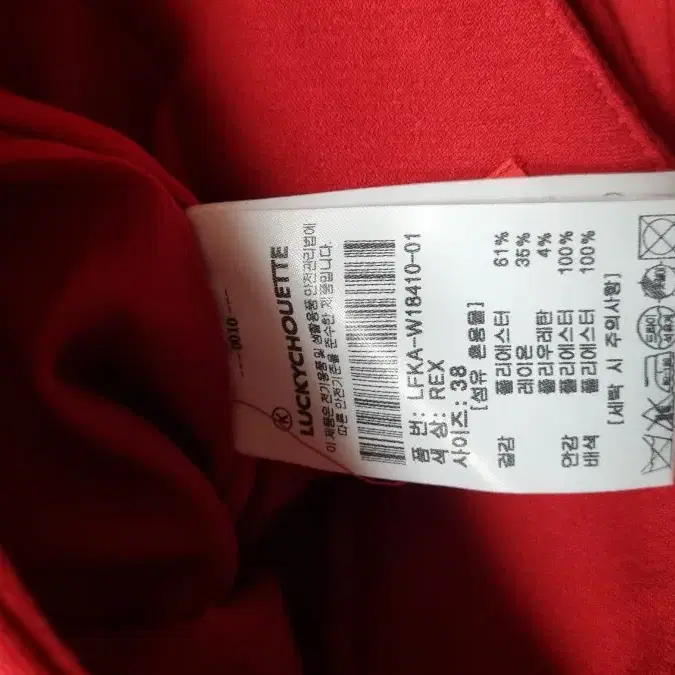 0010
K
LUCKYCHOUETTE
이 제품은 전기용품 및 생활용품 안전관리법에
따른 안전기준을 준수한 제품입니다.
품 번: LFKA-W18410-01
색 상: REX
사이즈: 38
[섬유 혼용률]
겉감 폴리에스터 61%
레이온 35%
폴리우레탄 4%
안감 폴리에스터 100%
배색 폴리에스터 100%
[세탁 시 주의사항]
드라이